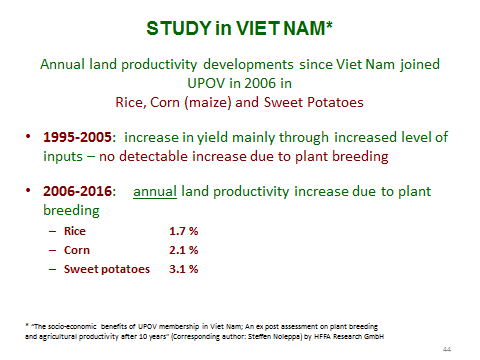 STUDY in VIET NAM*
Annual land productivity developments since Viet Nam joined
UPOV in 2006 in
Rice, Corn (maize) and Sweet Potatoes
• 1995-2005: increase in yield mainly through increased level of
inputs – no detectable increase due to plant breeding
• 2006-2016: annual land productivity increase due to plant
breeding
– Rice 1.7 %
– Corn 2.1 %
– Sweet potatoes 3.1 %
* "The socio-economic benefits of UPOV membership in Viet Nam; An ex post assessment on plant breeding
and agricultural productivity after 10 years" (Corresponding author: Steffen Noleppa) by HFFA Research GmbH
44